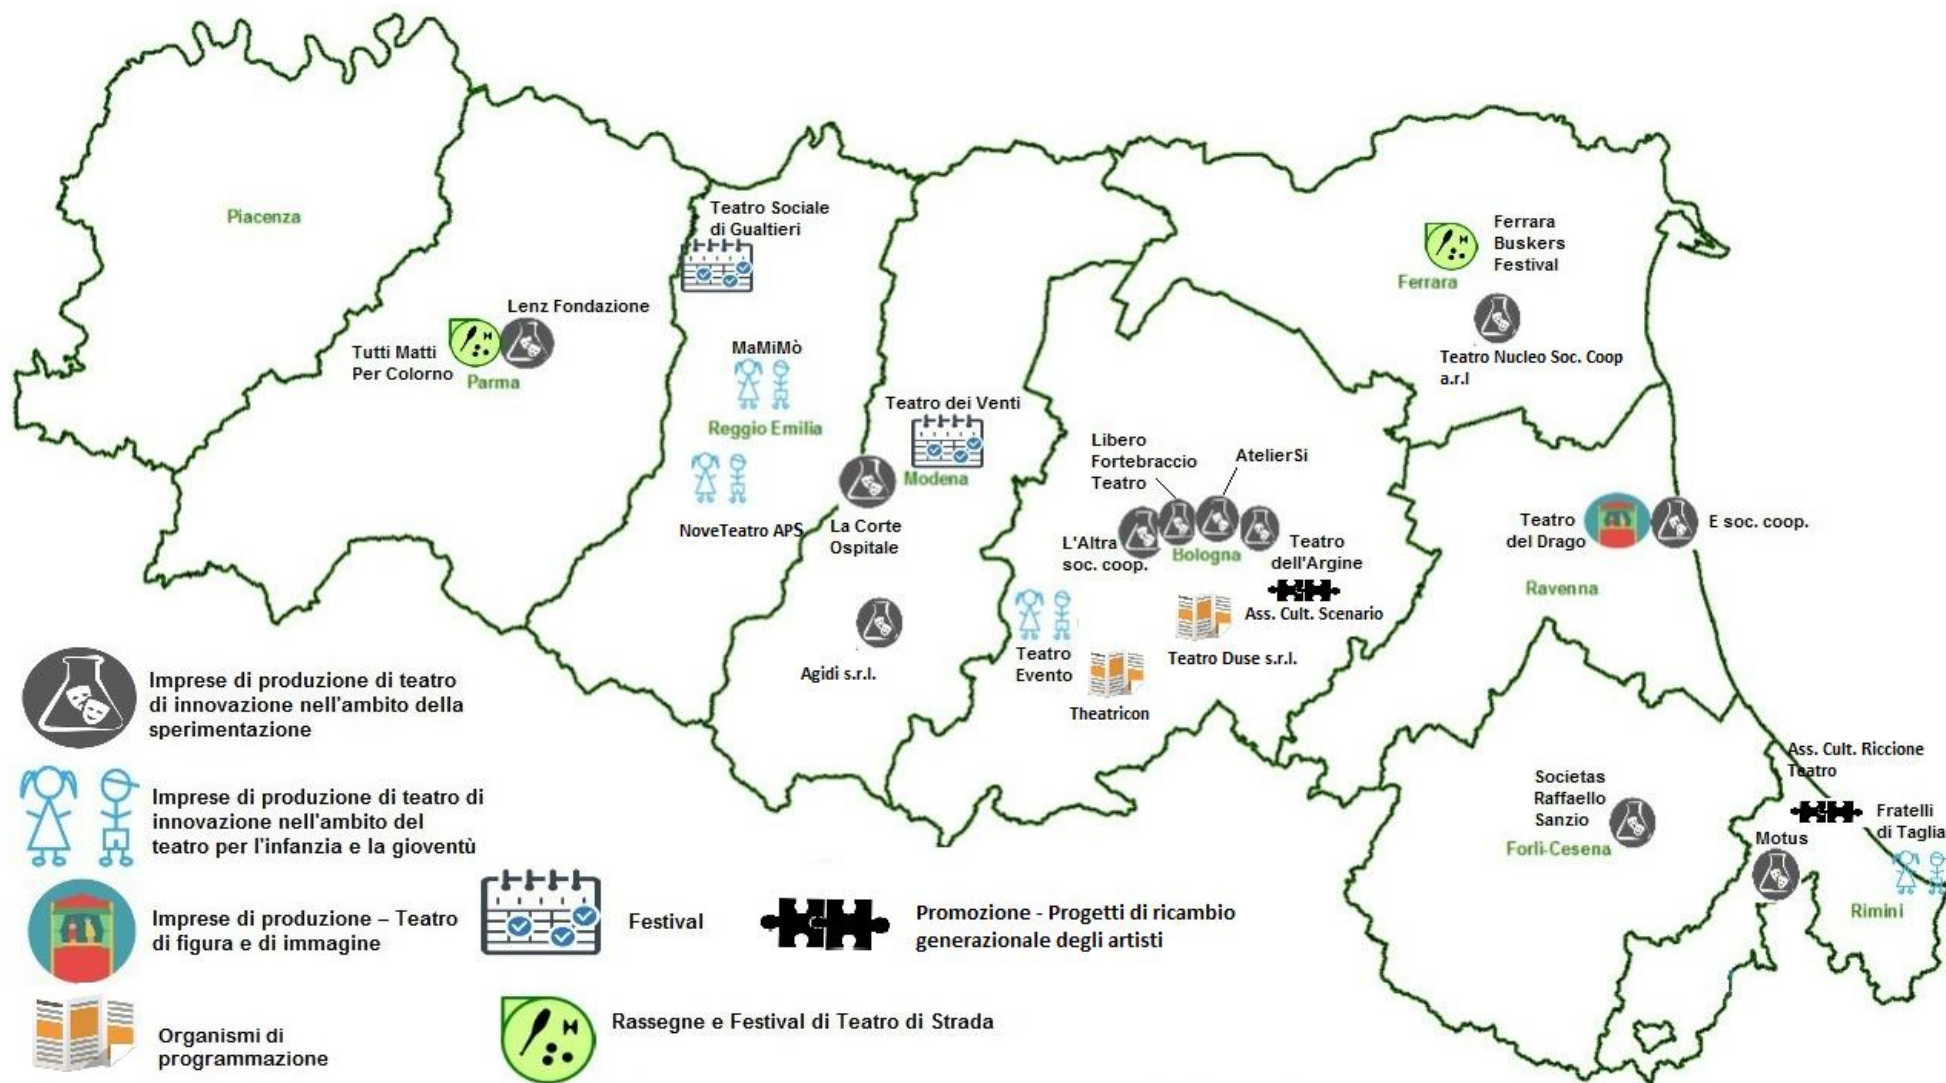 Piacenza
Teatro Sociale
di Gualtieri
Lenz Fondazione
Tutti Matti
Per Colorno
Parma
MaMiMò
Reggio Emilia
NoveTeatro APS
Teatro dei Venti
Modena
La Corte
Ospitale
Agidi s.r.l.
Libero
Fortebraccio
Teatro
AtelierSi
L'Altra
soc. coop.
Bologna
Teatro
dell'Argine
Ass. Cult. Scenario
Teatro
Evento
Teatro Duse s.r.l.
Theatricon
Ferrara
Buskers
Festival
Ferrara
Teatro Nucleo Soc. Coop
a.r.l
Teatro
del Drago
E soc. coop.
Ravenna
Societas
Raffaello
Sanzio
Forlì-Cesena
Ass. Cult. Riccione
Teatro
Fratelli
di Taglia
Motus
Rimini
Imprese di produzione di teatro
di innovazione nell'ambito della
sperimentazione
Imprese di produzione di teatro di
innovazione nell'ambito del
teatro per l'infanzia e la gioventù
Imprese di produzione – Teatro
di figura e di immagine
Organismi di
programmazione
Festival
Promozione - Progetti di ricambio
generazionale degli artisti
Rassegne e Festival di Teatro di Strada